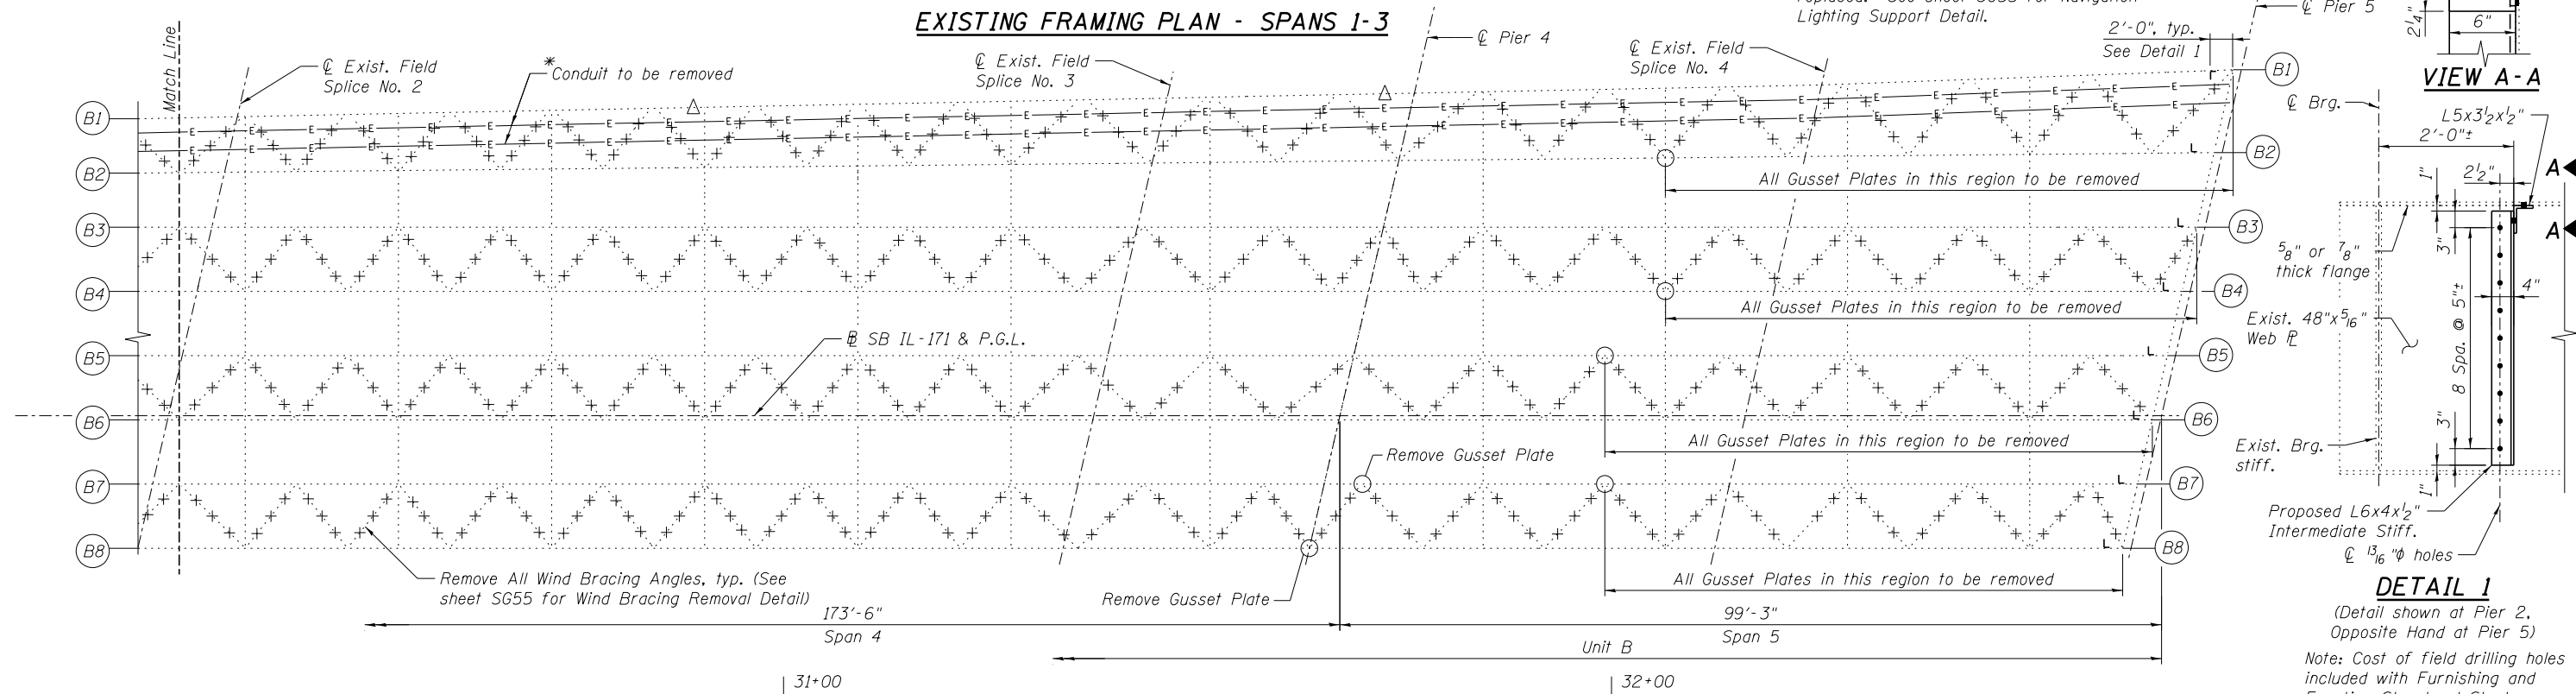 EXISTING FRAMING PLAN - SPANS 1-3
Lighting Support Detail.
℄ Pier 4
℄ Pier 5
2'-0", typ.
See Detail 1
℄ Exist. Field
Splice No. 2
*
Conduit to be removed
℄ Exist. Field
Splice No. 3
℄ Exist. Field
Splice No. 4
Match Line
B1
B2
B3
B4
B5
B6
B7
B8
B1
B2
B3
B4
B5
B6
B7
B8
All Gusset Plates in this region to be removed
All Gusset Plates in this region to be removed
SB IL-171 & P.G.L.
All Gusset Plates in this region to be removed
Remove Gusset Plate
All Gusset Plates in this region to be removed
Remove All Wind Bracing Angles, typ. (See
sheet SG55 for Wind Bracing Removal Detail)
Remove Gusset Plate
173'-6"
Span 4
99'-3"
Span 5
Unit B
31+00
32+00
2¼"
6"
VIEW A-A
℄ Brg.
L5x3½x½"
2'-0"±
2½"
1"
A
A
3"
⅝" or ⅞"
thick flange
4"
8 Spa. @ 5"±
Exist. 48"x5⁄16"
Web ℄
3"
Exist. Brg.
stiff.
1"
Proposed L6x4x½"
Intermediate Stiff.
℄ 13⁄16"ϕ holes
DETAIL 1
(Detail shown at Pier 2,
Opposite Hand at Pier 5)
Note: Cost of field drilling holes
included with Furnishing and